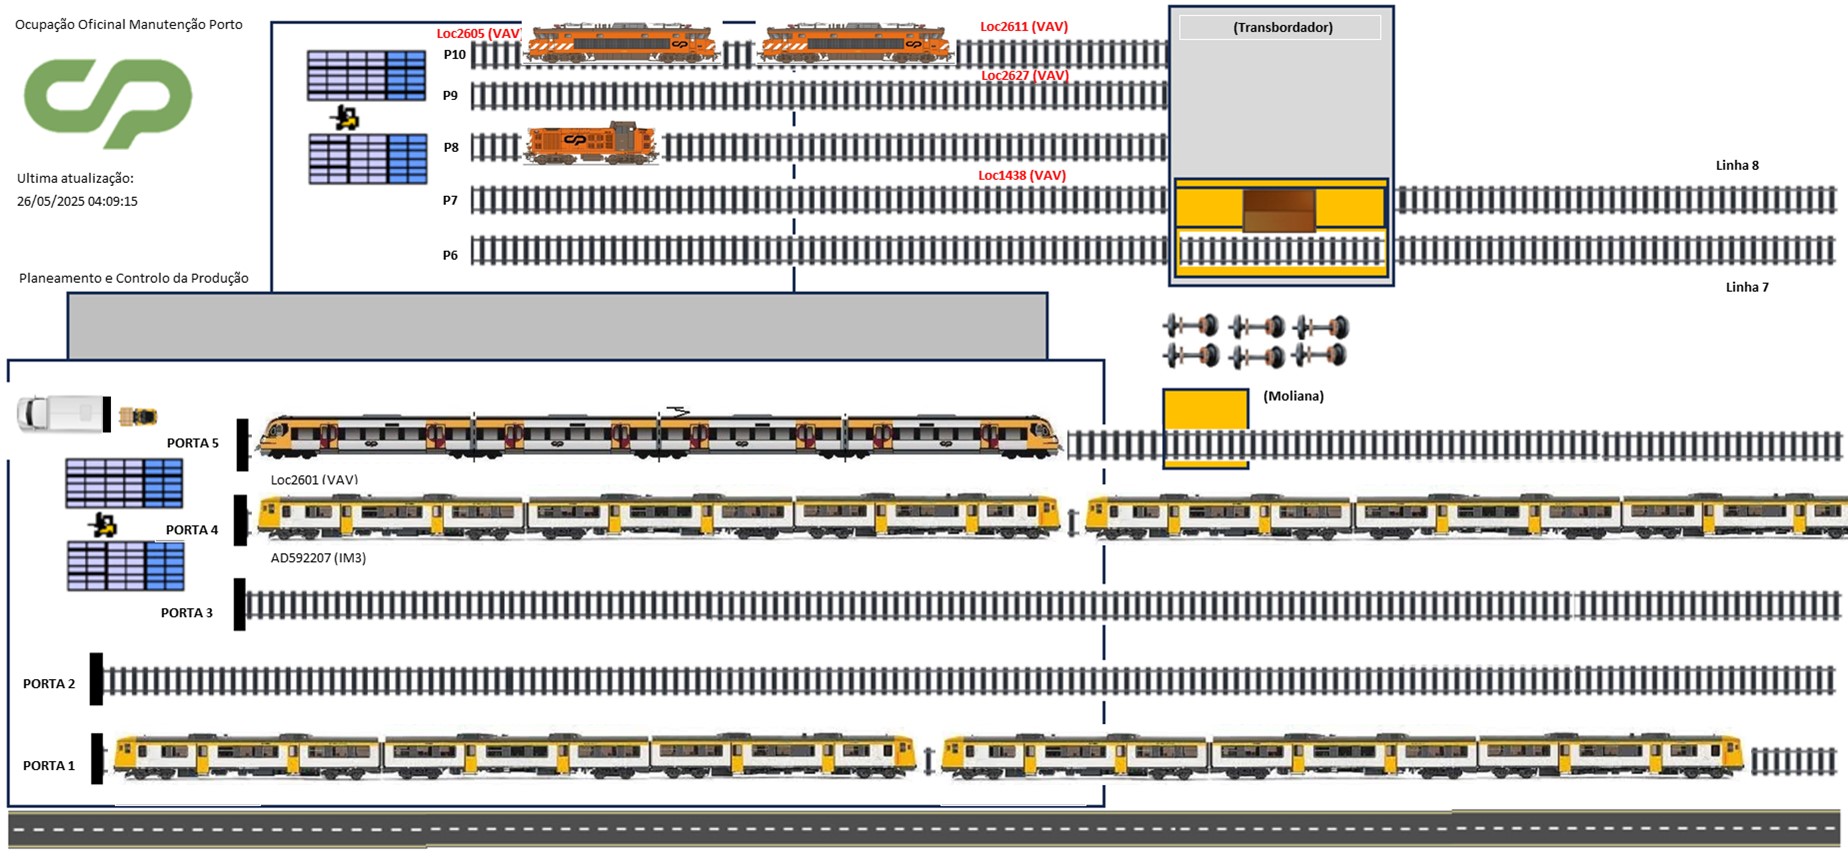 Ocupação Oficinal Manutenção Porto
Ultima atualização:
26/05/2025 04:09:15
Planeamento e Controlo da Produção
Loc2605 (VAV)
Loc2611 (VAV)
(Transbordador)
P10
Loc2627 (VAV)
P9
P8
Loc1438 (VAV)
P7
P6
Linha 8
Linha 7
(Moliana)
PORTA 5
Loc2601 (VAV)
PORTA 4
AD592207 (IM3)
PORTA 3
PORTA 2
PORTA 1